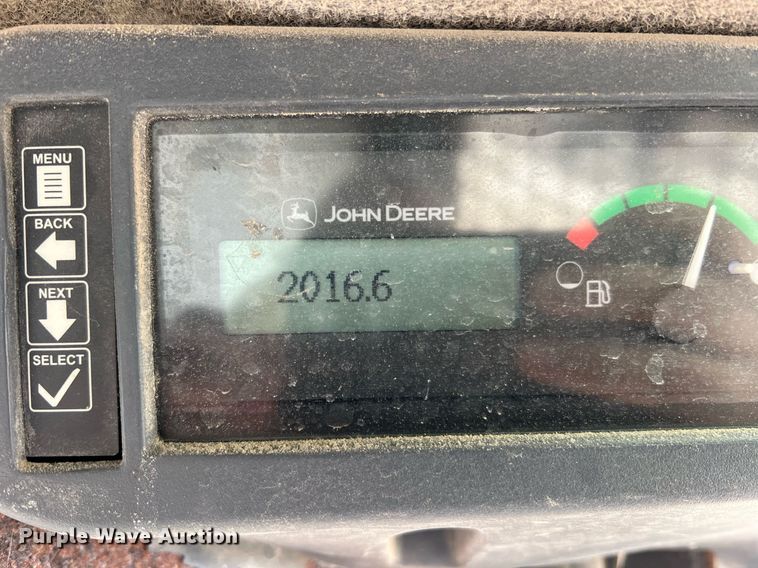 MENU
BACK
NEXT
SELECT
JOHN DEERE
2016.6
Purple Wave Auction